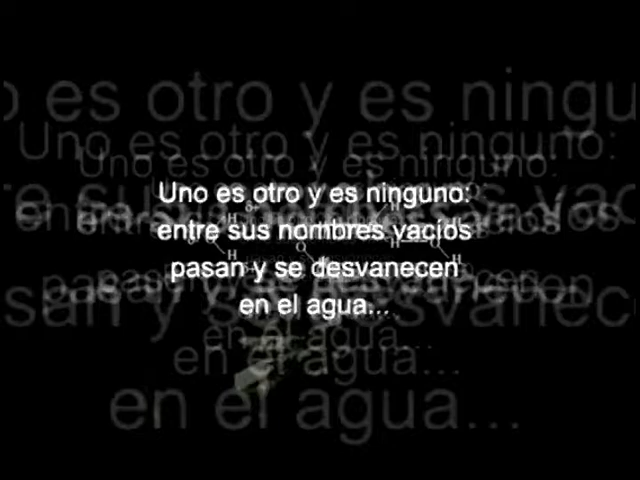 Uno es otro y es ninguno:
entre sus nombres vacíos
pasan y se desvanecen
en el agua...